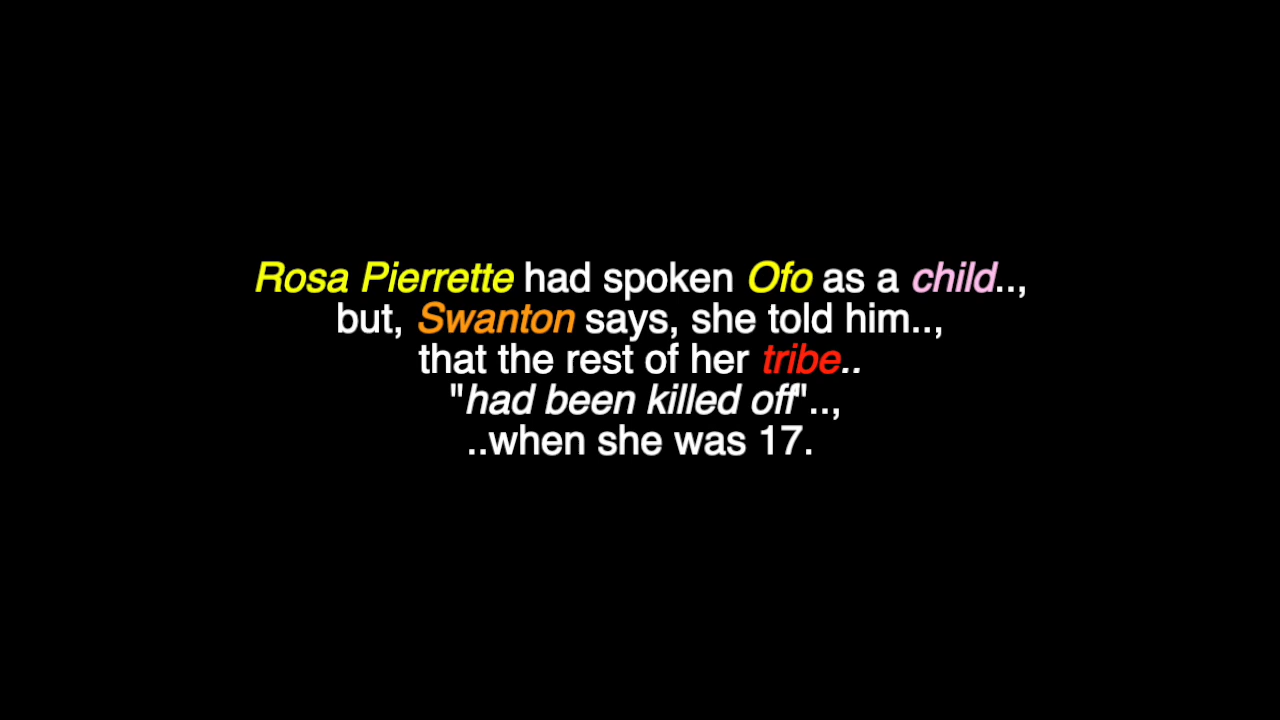 Rosa Pierrette had spoken Ofo as a child..,
but, Swanton says, she told him..,
that the rest of her tribe..
"had been killed off"..,
..when she was 17.